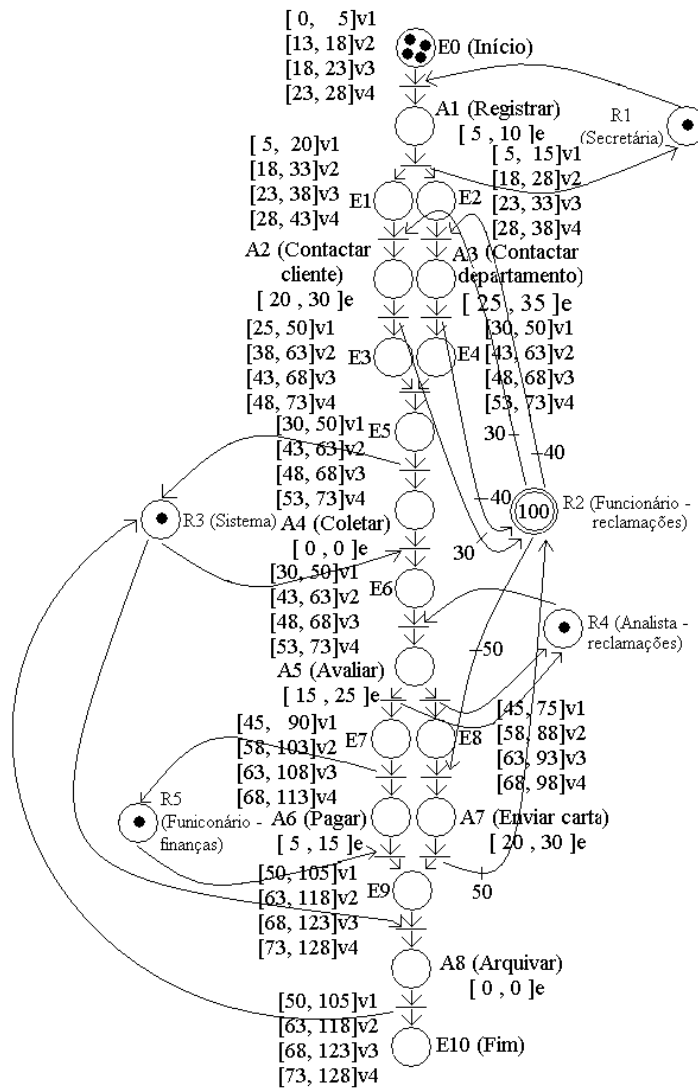 [ 0, 5]v1
[13, 18]v2
[18, 23]v3
[23, 28]v4
E0 (Início)
A1 (Registrar)
[ 5 , 10 ]e
R1
(Secretária)
[ 5, 20]v1
[18, 33]v2
[23, 38]v3
[28, 43]v4
[ 5, 15]v1
[18, 28]v2
[23, 33]v3
[28, 38]v4
E1
E2
A2 (Contactar
cliente)
[ 20 , 30 ]e
A3 (Contactar
departamento)
[ 25 , 35 ]e
[25, 50]v1
[38, 63]v2
[43, 68]v3
[48, 73]v4
[30, 50]v1
[43, 63]v2
[48, 68]v3
[53, 73]v4
E3
E4
E5
[30, 50]v1
[43, 63]v2
[48, 68]v3
[53, 73]v4
30
40
40
30
100
R2 (Funcionário -
reclamações)
R3 (Sistema)
A4 (Coletar)
[ 0 , 0 ]e
[30, 50]v1
[43, 63]v2
[48, 68]v3
[53, 73]v4
E6
R4 (Analista -
reclamações)
50
A5 (Avaliar)
[ 15 , 25 ]e
[45, 90]v1
[58, 103]v2
[63, 108]v3
[68, 113]v4
[45, 75]v1
[58, 88]v2
[63, 93]v3
[68, 98]v4
E7
E8
R5
(Funiconário -
finanças)
A6 (Pagar)
[ 5 , 15 ]e
A7 (Enviar carta)
[ 20 , 30 ]e
50
[50, 105]v1
[63, 118]v2
[68, 123]v3
[73, 128]v4
E9
A8 (Arquivar)
[ 0 , 0 ]e
[50, 105]v1
[63, 118]v2
[68, 123]v3
[73, 128]v4
E10 (Fim)